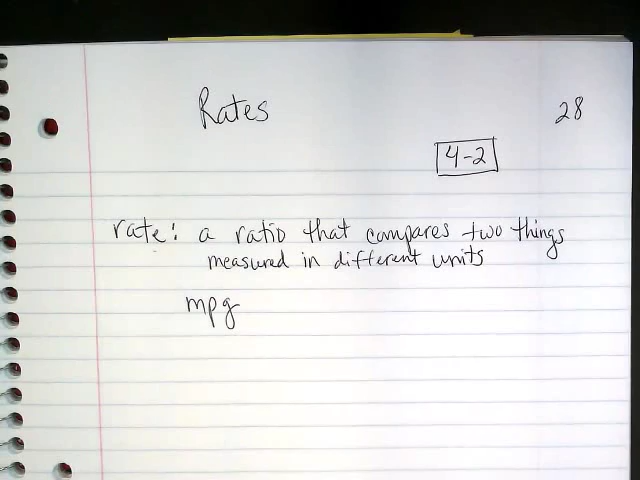 Rates
28
4-2
rate: a ratio that compares two things
measured in different units
mpg